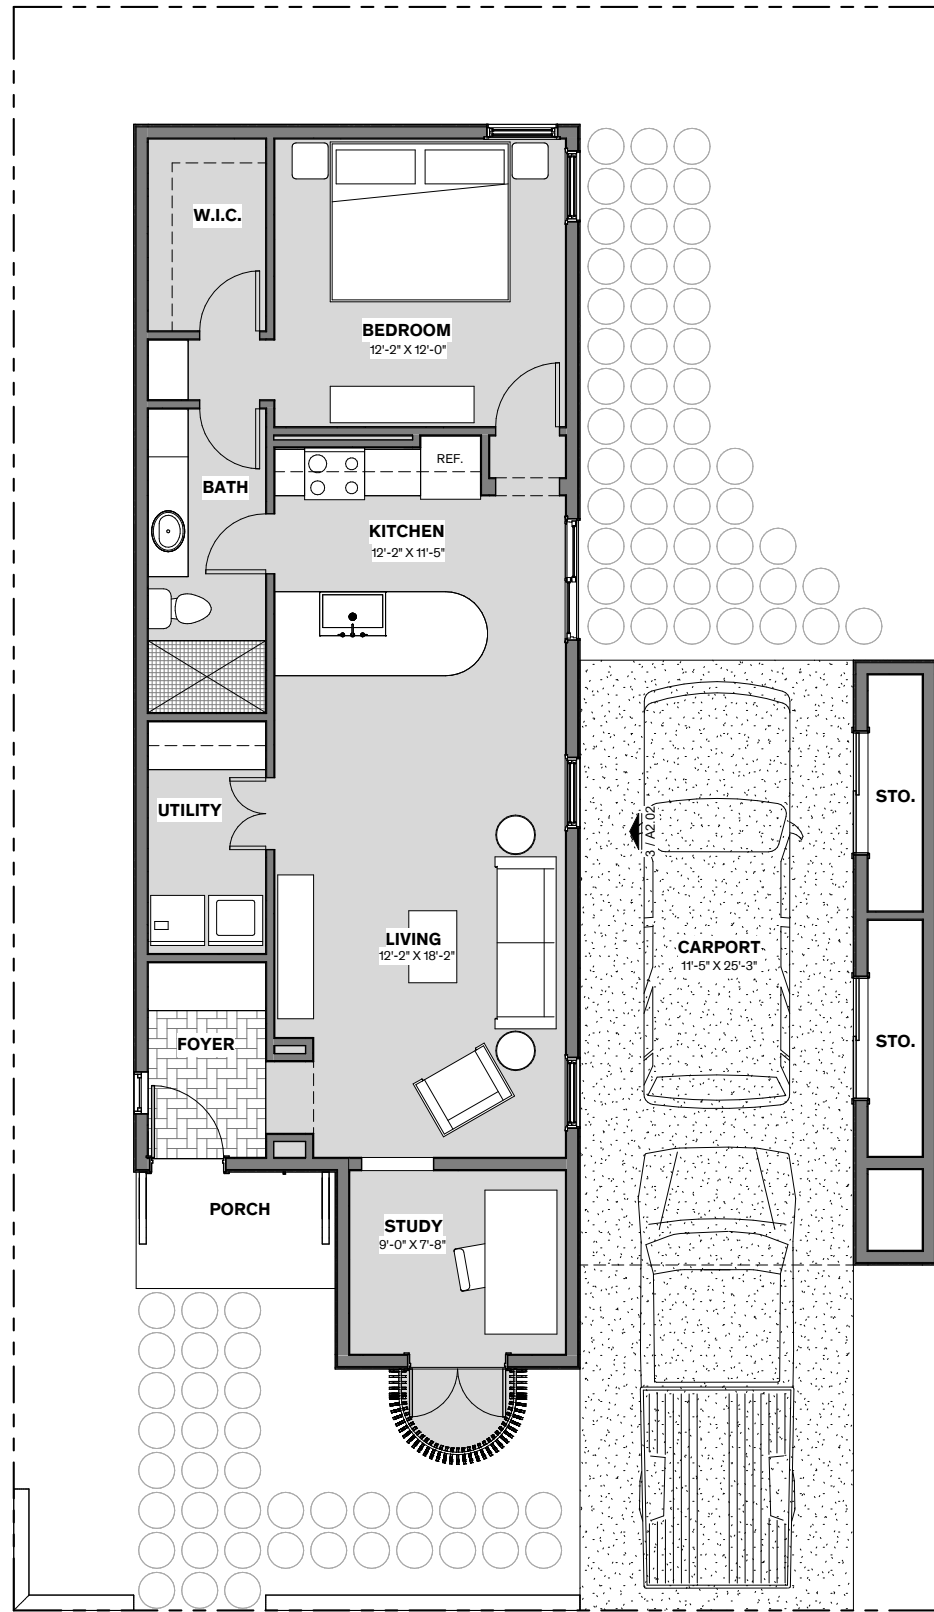 W.I.C.
BEDROOM
12'-2" X 12'-0"
REF.
BATH
KITCHEN
12'-2" X 11'-5"
UTILITY
STO.
3 / A2.02
LIVING
12'-2" X 18'-2"
CARPORT
11'-5" X 25'-3"
FOYER
STO.
PORCH
STUDY
9'-0" X 7'-8"